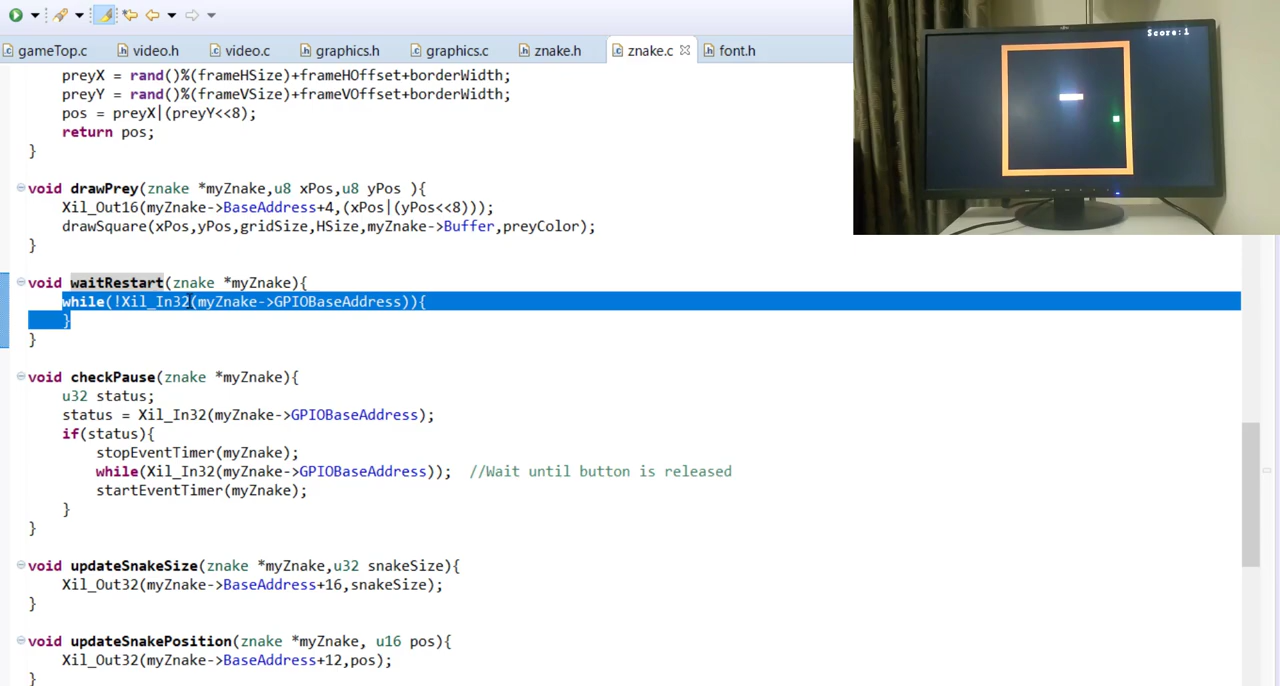 gameTop.c video.h video.c graphics.h graphics.c znake.h znake.c font.h
Score:1
preyX = rand()%(frameHSize)+frameHOffset+borderWidth;
preyY = rand()%(frameVSize)+frameVOffset+borderWidth;
pos = preyX|(preyY<<8);
return pos;
}
void drawPrey(znake *myZnake,u8 xPos,u8 yPos ){
Xil_Out16(myZnake->BaseAddress+4,(xPos|(yPos<<8)));
drawSquare(xPos,yPos,gridSize,HSize,myZnake->Buffer,preyColor);
}
void waitRestart(znake *myZnake){
while(!Xil_In32(myZnake->GPIOBaseAddress)){
}
}
void checkPause(znake *myZnake){
u32 status;
status = Xil_In32(myZnake->GPIOBaseAddress);
if(status){
stopEventTimer(myZnake);
while(Xil_In32(myZnake->GPIOBaseAddress)); //Wait until button is released
startEventTimer(myZnake);
}
}
void updateSnakeSize(znake *myZnake,u32 snakeSize){
Xil_Out32(myZnake->BaseAddress+16,snakeSize);
}
void updateSnakePosition(znake *myZnake, u16 pos){
Xil_Out32(myZnake->BaseAddress+12,pos);
}